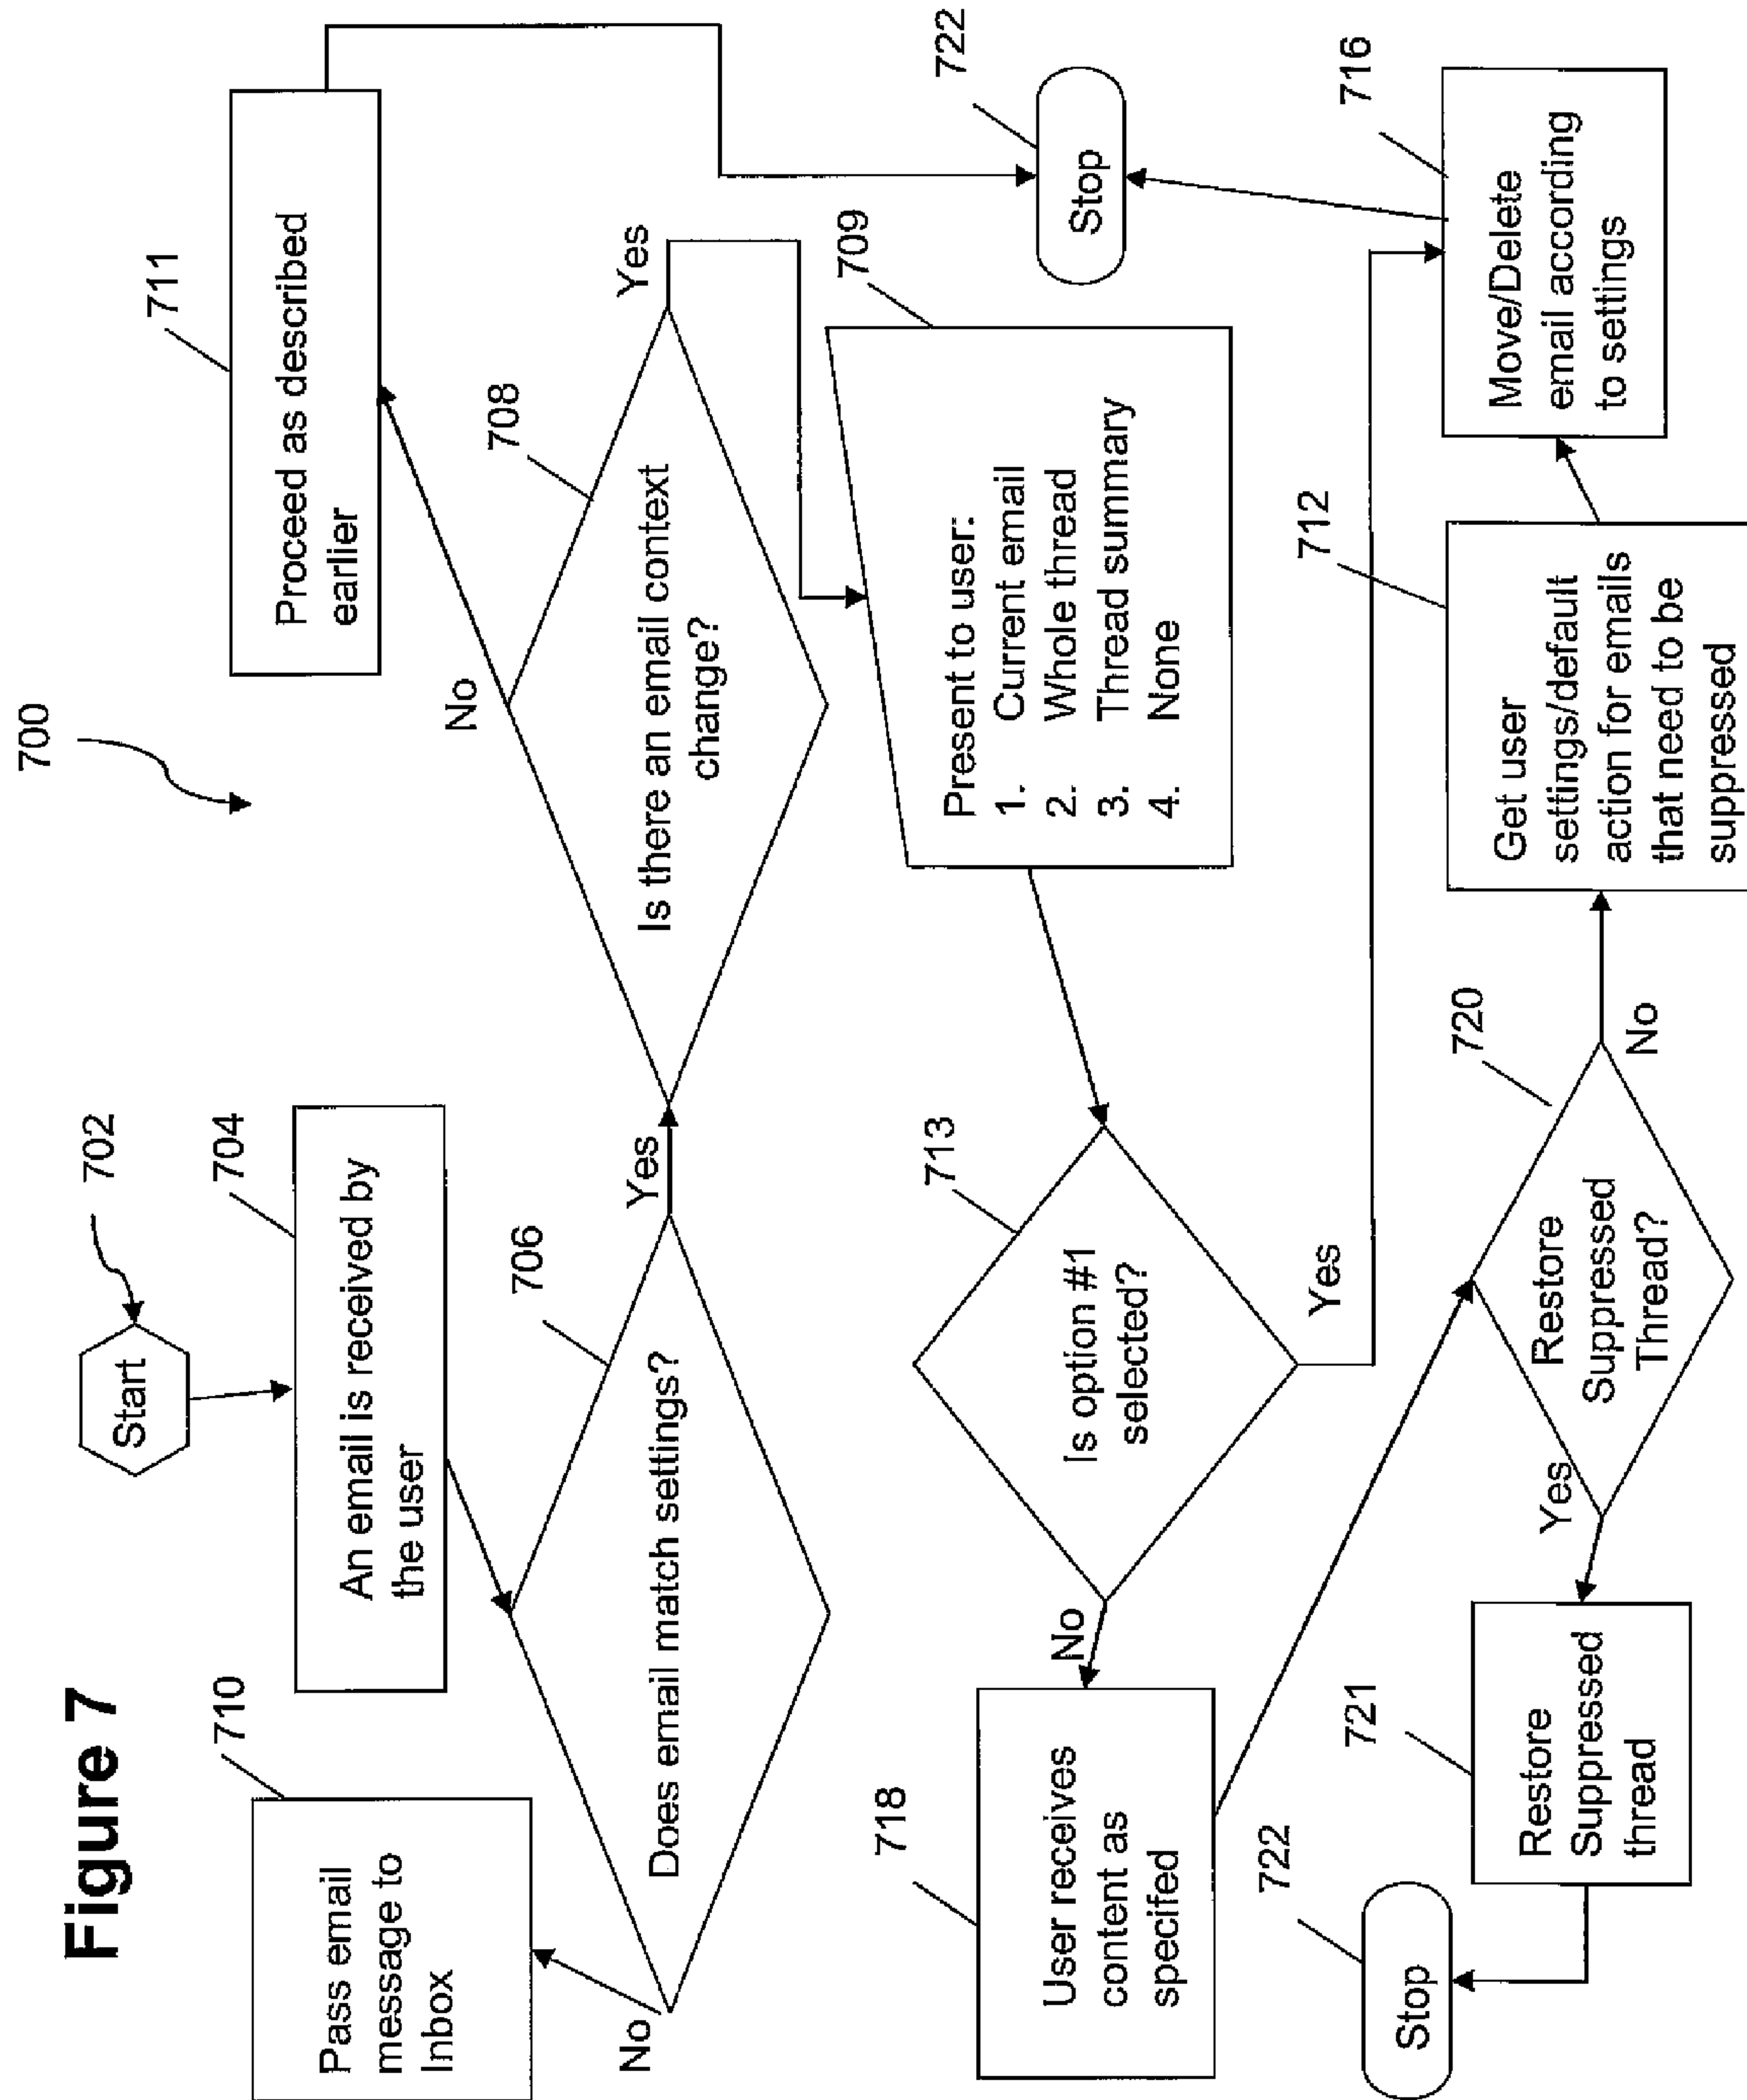 Figure 7
700
702
Start
704
An email is received by
the user
706
Does email match settings?
No
Yes
710
Pass email
message to
Inbox
708
Is there an email context
change?
No
Yes
711
Proceed as described
earlier
709
Present to user:
1. Current email
2. Whole thread
3. Thread summary
4. None
722
Stop
713
Is option #1
selected?
No
Yes
718
User receives
content as
specifed
720
Restore
Suppressed
Thread?
Yes
No
721
Restore
Suppressed
thread
722
Stop
712
Get user
settings/default
action for emails
that need to be
suppressed
716
Move/Delete
email according
to settings